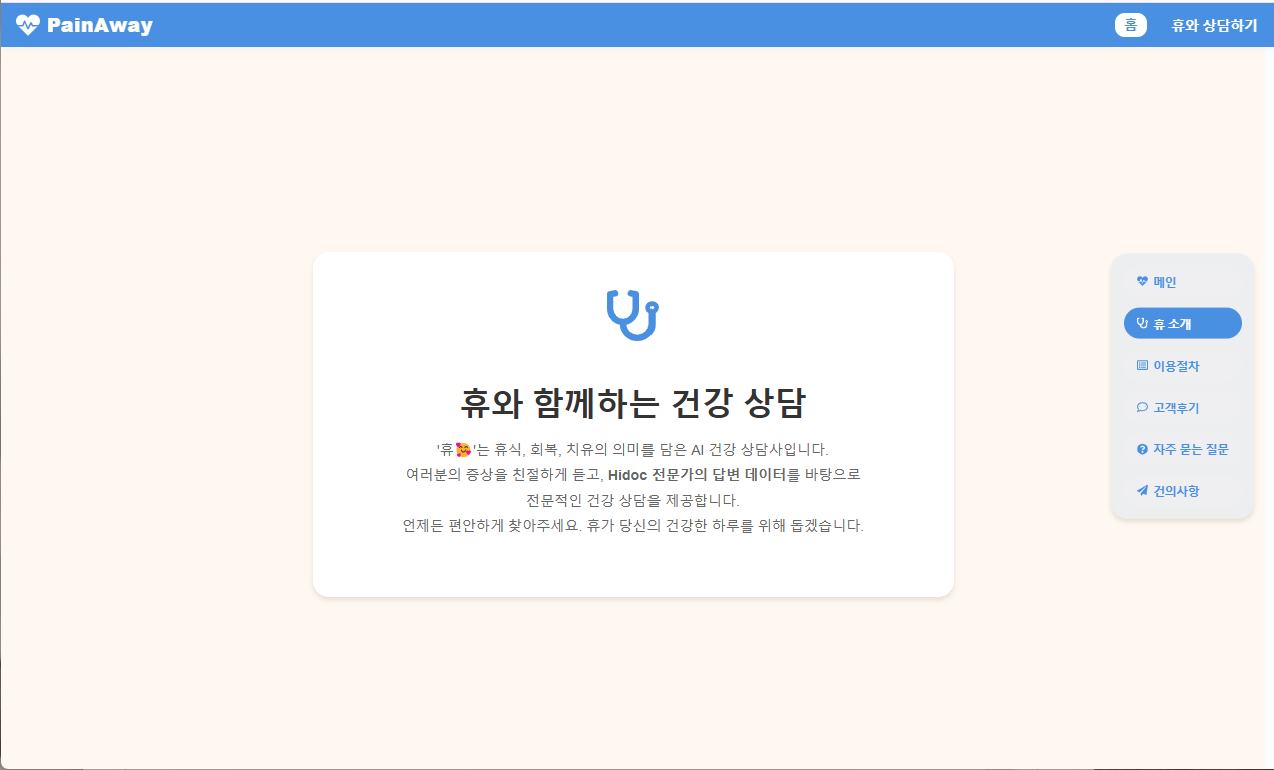 PainAway
홈
휴와 상담하기
휴와 함께하는 건강 상담
'휴🥰'는 휴식, 회복, 치유의 의미를 담은 AI 건강 상담사입니다.
여러분의 증상을 친절하게 듣고, Hidoc 전문가의 답변 데이터를 바탕으로
전문적인 건강 상담을 제공합니다.
언제든 편안하게 찾아주세요. 휴가 당신의 건강한 하루를 위해 돕겠습니다.
메인
휴 소개
이용절차
고객후기
자주 묻는 질문
건의사항